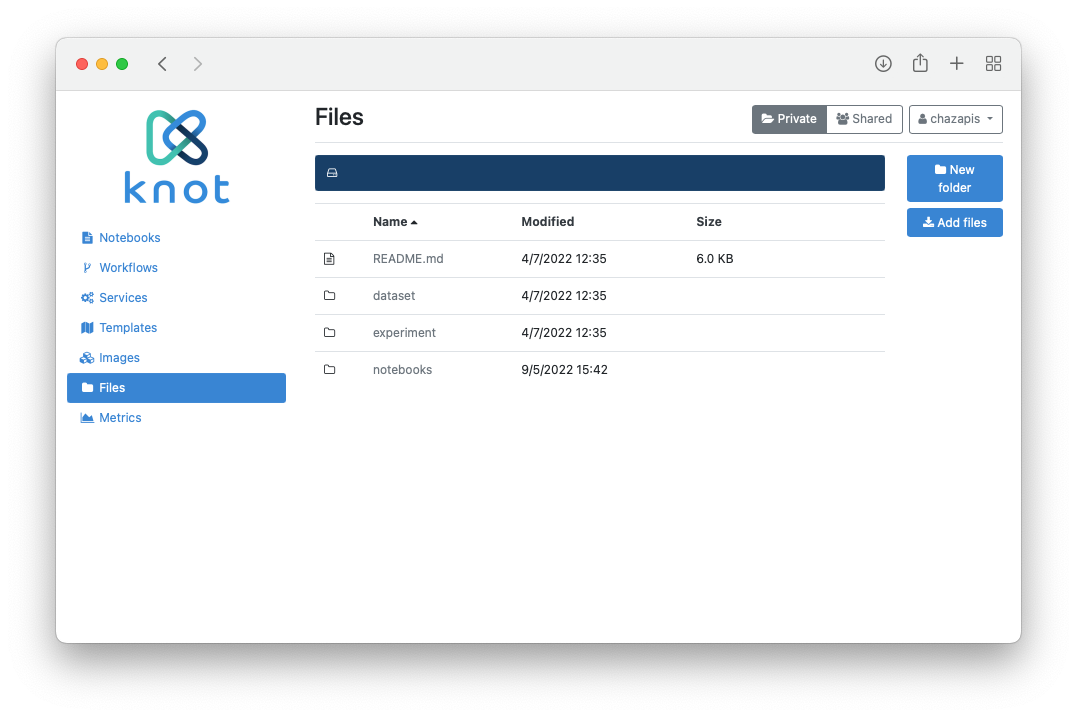 knot
Notebooks
Workflows
Services
Templates
Images
Files
Metrics
Files
Private Shared chazapis
New
folder
Add files
Name Modified Size
README.md 4/7/2022 12:35 6.0 KB
dataset 4/7/2022 12:35
experiment 4/7/2022 12:35
notebooks 9/5/2022 15:42